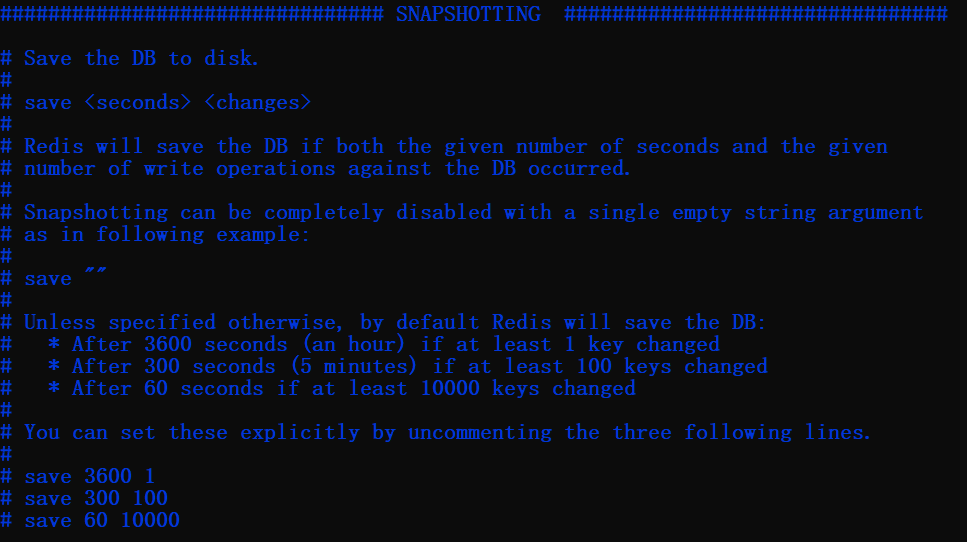 ################################ SNAPSHOTTING  ################################
# Save the DB to disk.
#
# save <seconds> <changes>
#
# Redis will save the DB if both the given number of seconds and the given
# number of write operations against the DB occurred.
#
# Snapshotting can be completely disabled with a single empty string argument
# as in following example:
#
# save ""
#
# Unless specified otherwise, by default Redis will save the DB:
#   * After 3600 seconds (an hour) if at least 1 key changed
#   * After 300 seconds (5 minutes) if at least 100 keys changed
#   * After 60 seconds if at least 10000 keys changed
#
# You can set these explicitly by uncommenting the three following lines.
#
# save 3600 1
# save 300 100
# save 60 10000